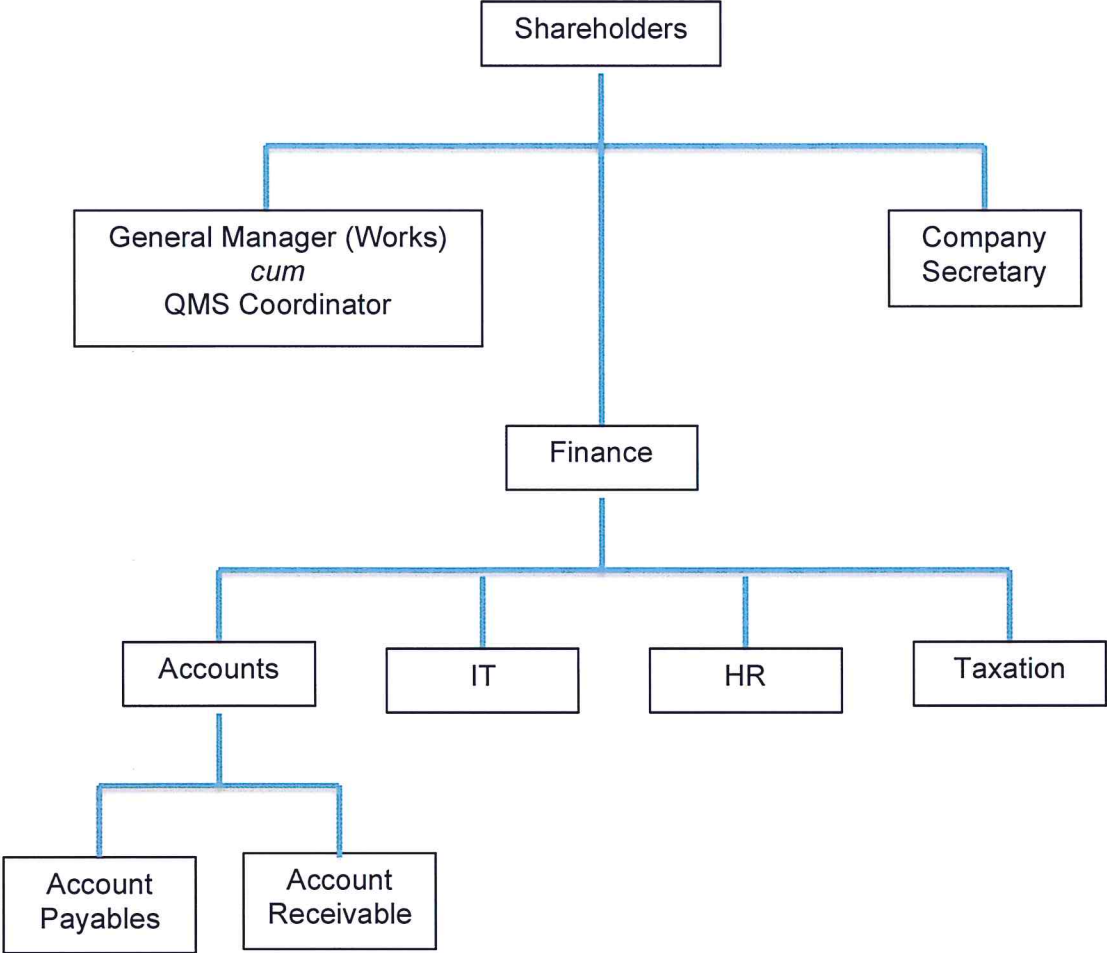 Shareholders
General Manager (Works)
cum
QMS Coordinator
Company
Secretary
Finance
Accounts
IT
HR
Taxation
Account
Payables
Account
Receivable